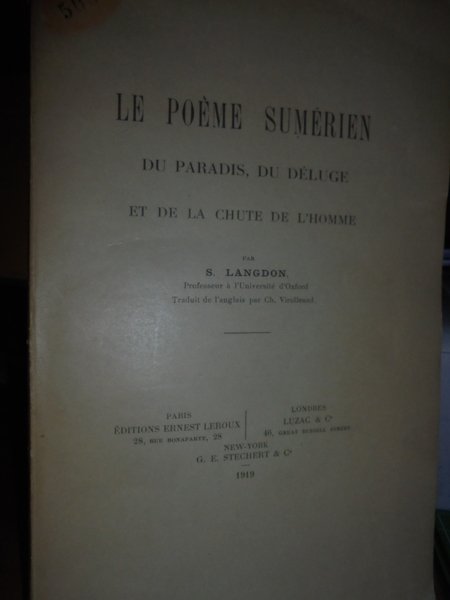 LE POÈME SUMÉRIEN
DU PARADIS, DU DÉLUGE
ET DE LA CHUTE DE L'HOMME
PAR
S. LANGDON.
Professeur à l'Université d'Oxford
Traduit de l'anglais par Ch. Virolleaud.
PARIS
ÉDITIONS ERNEST LEROUX
28, RUE BONAPARTE, 28
LONDRES
LUZAC & Cº
46, GREAT RUSSELL STREET.
NEW-YORK
G. E. STECHERT & Cº
1919